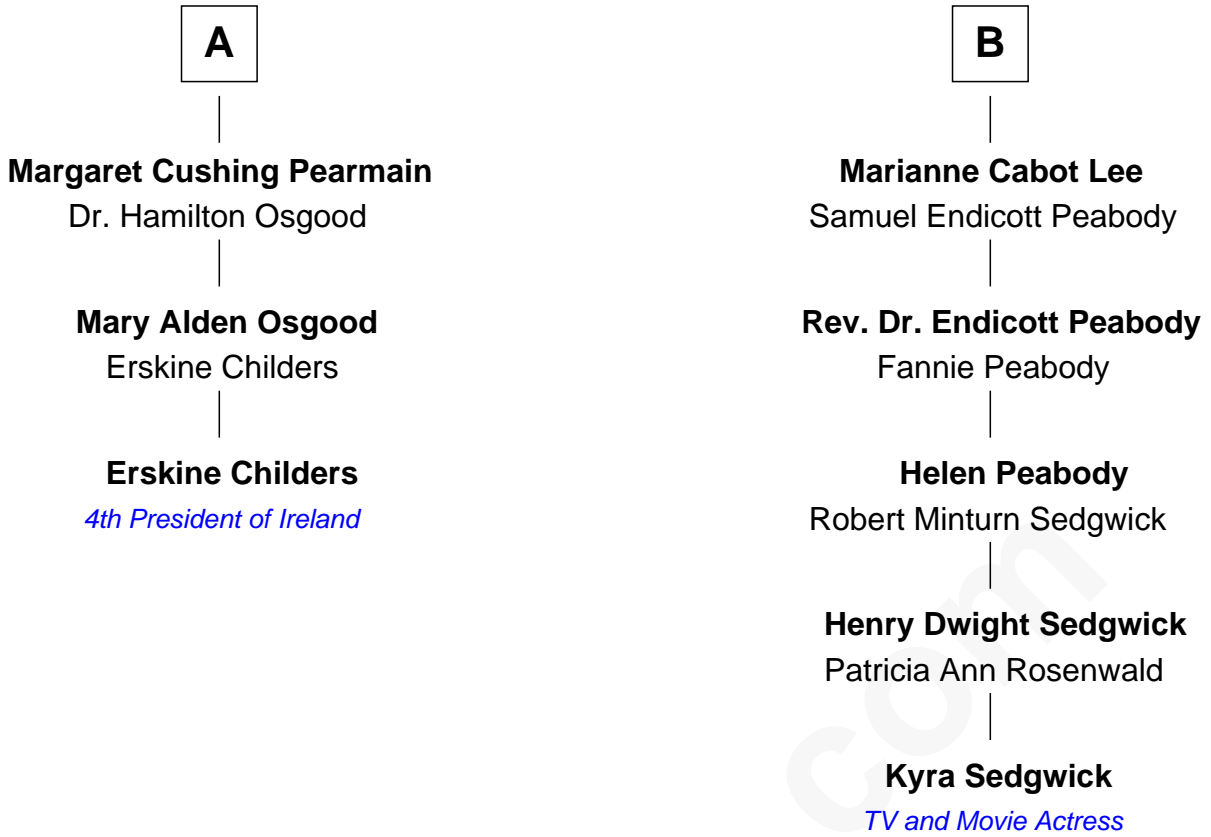 A
Margaret Cushing Pearmain
Dr. Hamilton Osgood
Mary Alden Osgood
Erskine Childers
Erskine Childers
4th President of Ireland
B
Marianne Cabot Lee
Samuel Endicott Peabody
Rev. Dr. Endicott Peabody
Fannie Peabody
Helen Peabody
Robert Minturn Sedgwick
Henry Dwight Sedgwick
Patricia Ann Rosenwald
Kyra Sedgwick
TV and Movie Actress
com